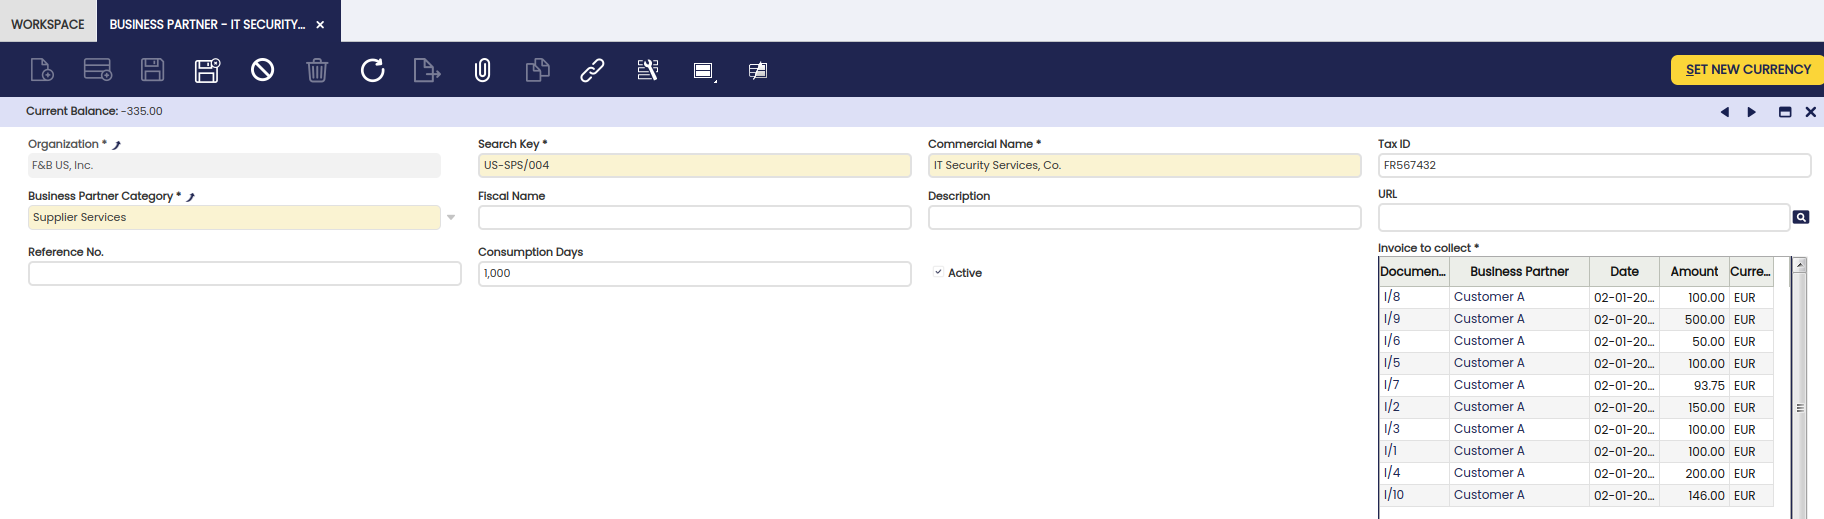 WORKSPACE
BUSINESS PARTNER - IT SECURITY...
SET NEW CURRENCY
Current Balance: -335.00
Organization *
F&B US, Inc.
Search Key *
US-SPS/004
Commercial Name *
IT Security Services, Co.
Tax ID
FR567432
Business Partner Category *
Supplier Services
Fiscal Name
Description
URL
Reference No.
Consumption Days
1,000
Active
Invoice to collect *
Documen... Business Partner Date Amount Curre...
I/8 Customer A 02-01-20... 100.00 EUR
I/9 Customer A 02-01-20... 500.00 EUR
I/6 Customer A 02-01-20... 50.00 EUR
I/5 Customer A 02-01-20... 100.00 EUR
I/7 Customer A 02-01-20... 93.75 EUR
I/2 Customer A 02-01-20... 150.00 EUR
I/3 Customer A 02-01-20... 100.00 EUR
I/1 Customer A 02-01-20... 100.00 EUR
I/4 Customer A 02-01-20... 200.00 EUR
I/10 Customer A 02-01-20... 146.00 EUR